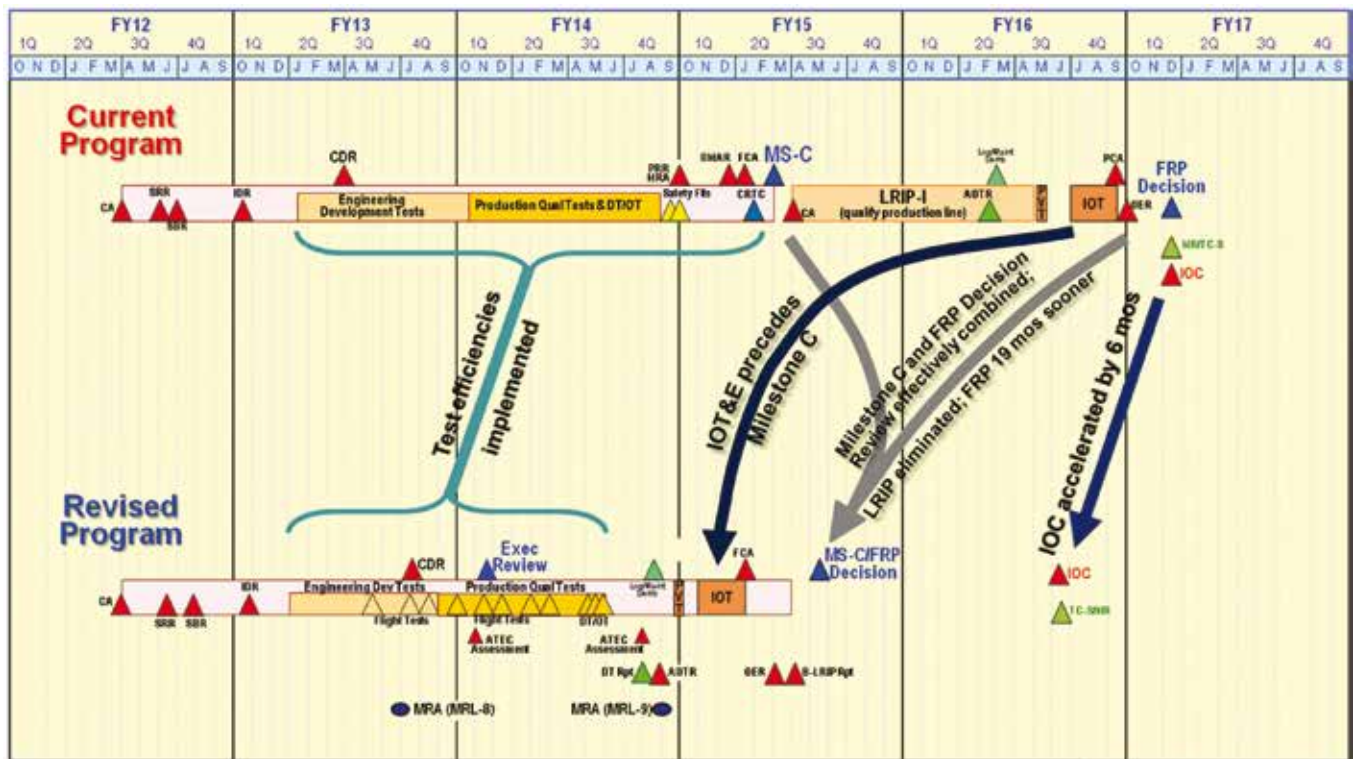 FY12 FY13 FY14 FY15 FY16 FY17
1Q 3Q 4Q 1Q 2Q 3Q 4Q 1Q 2Q 3Q 4Q 1Q 2Q 3Q 4Q 1Q 2Q 3Q 4Q 1Q 2Q 4Q
O N D J F M A M J J A S O N D J F M A M J J A S O N D J F M A M J J A S O N D J F M A M J J A S O N D J F M A M J J A S O N D J F M A M J J A S
Current
Program
CDR
PRR
MRA
FCA
MS-C
PCA
FRP
Decision
CA
SRR
SBR
IDR
Engineering
Development Tests
Production Qual Tests & DT/OT
Safety Flts
CRTC
CA
LRIP-I
(qualify production line)
AOTR
PVT
IOT
OER
IOC
Test efficiencies
implemented
IOT&E precedes
Milestone C
Milestone C and FRP Decision
Review effectively combined;
LRIP eliminated; FRP 19 mos sooner
IOC accelerated by 6 mos
Revised
Program
CDR
Exec
Review
FCA
MS-C/FRP
Decision
IOC
CA
SRR
SBR
IDR
Engineering Dev Tests
Production Qual Tests
PVT
IOT
Flight Tests
Flight Tests
DT/OT
ATEC
Assessment
ATEC
Assessment
DT Rpt
AOTR
OER
B-LRIP Rpt
MRA (MRL-8)
MRA (MRL-9)